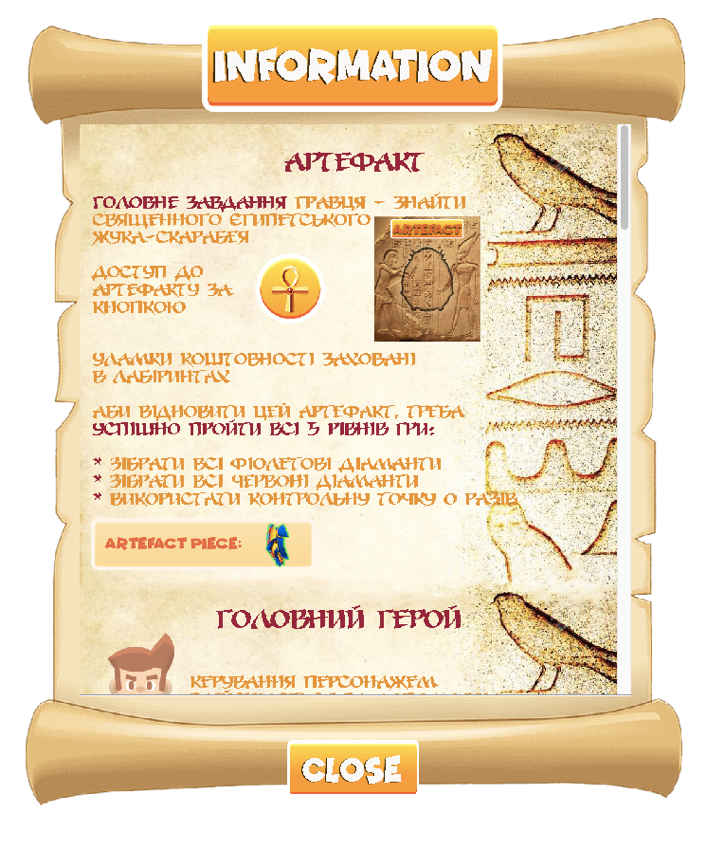 INFORMATION
АРТЕФАКТ
ГОЛОВНЕ ЗАВДАННЯ ГРАВЦЯ - ЗНАЙТИ
СВЯЩЕННОГО ЄГИПЕТСЬКОГО
ЖУКА-СКАРАБЕЯ
ARTEFACT
ДОСТУП ДО
АРТЕФАКТУ ЗА
КНОПКОЮ
УЛАМКИ КОШТОВНОСТІ ЗАХОВАНІ
В ЛАБІРИНТАХ
АБИ ВІДНОВИТИ ЦЕЙ АРТЕФАКТ, ТРЕБА
УСПІШНО ПРОЙТИ ВСІ 5 РІВНІВ ГРИ:
* ЗІБРАТИ ВСІ ФІОЛЕТОВІ ДІАМАНТИ
* ЗІБРАТИ ВСІ ЧЕРВОНІ ДІАМАНТИ
* ВИКОРИСТАТИ КОНТРОЛЬНУ ТОЧКУ 0 РАЗІВ
ARTEFACT PIECE:
ГОЛОВНИЙ ГЕРОЙ
КЕРУВАННЯ ПЕРСОНАЖЕМ
CLOSE